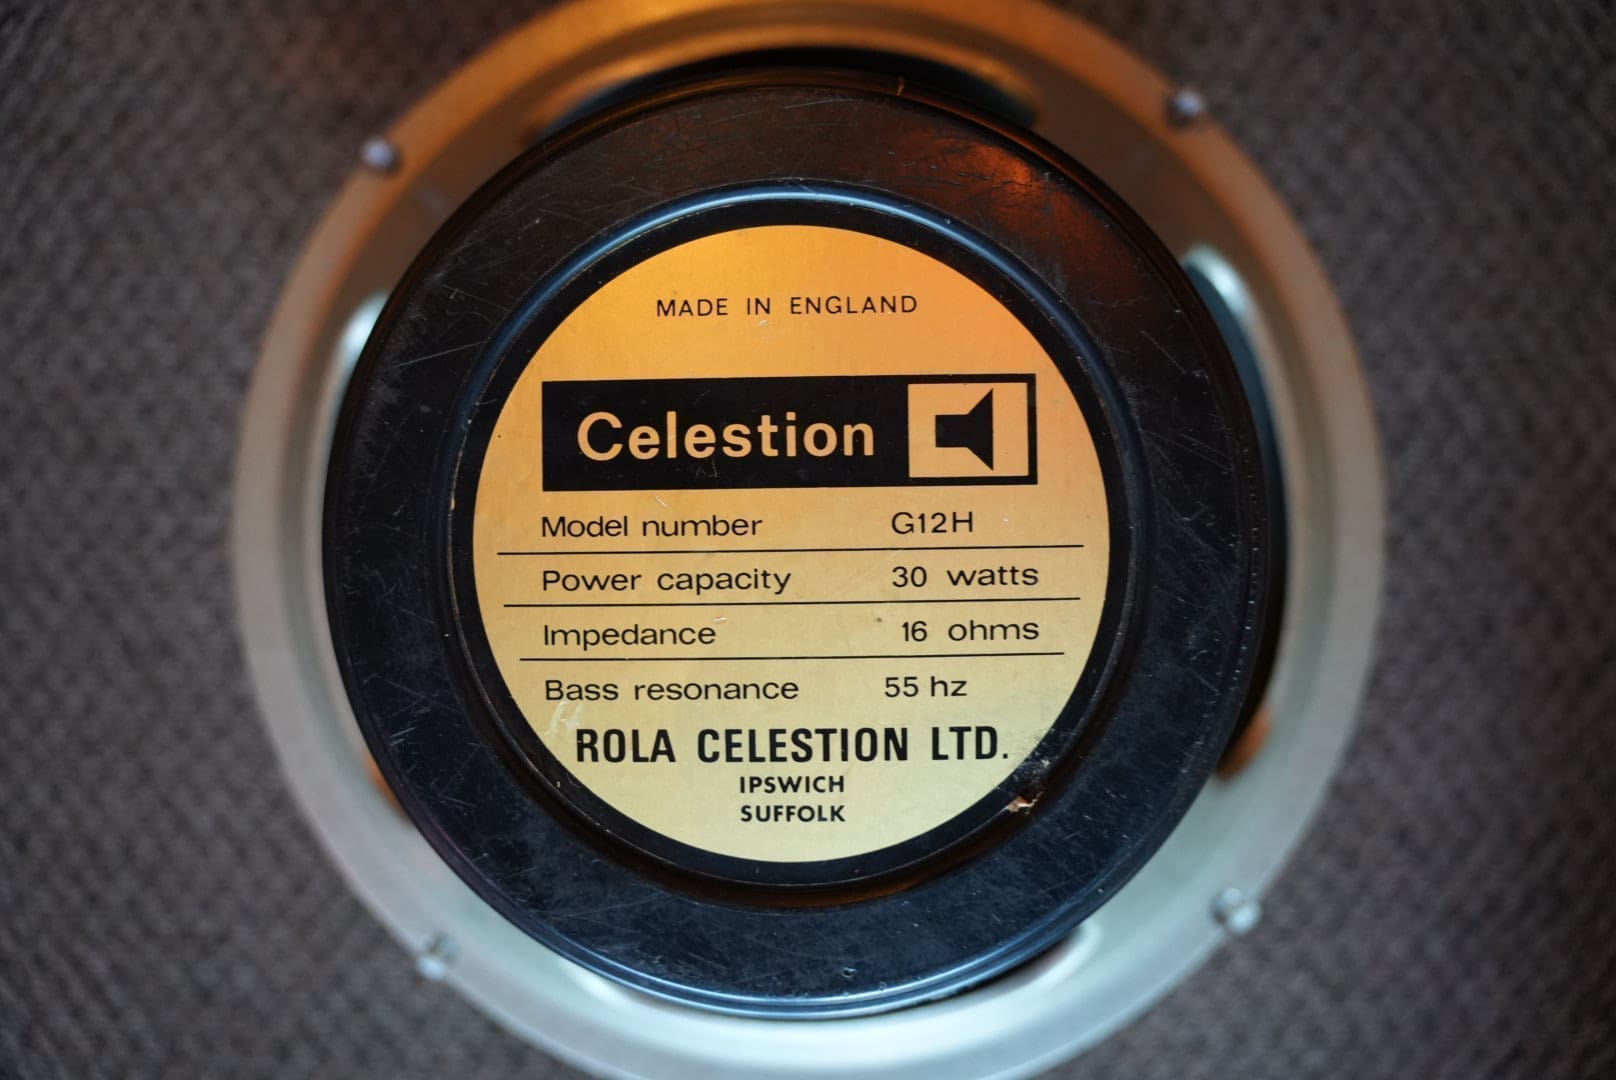 MADE IN ENGLAND
Celestion
Model number G12H
Power capacity 30 watts
Impedance 16 ohms
Bass resonance 55 hz
ROLA CELESTION LTD.
IPSWICH
SUFFOLK